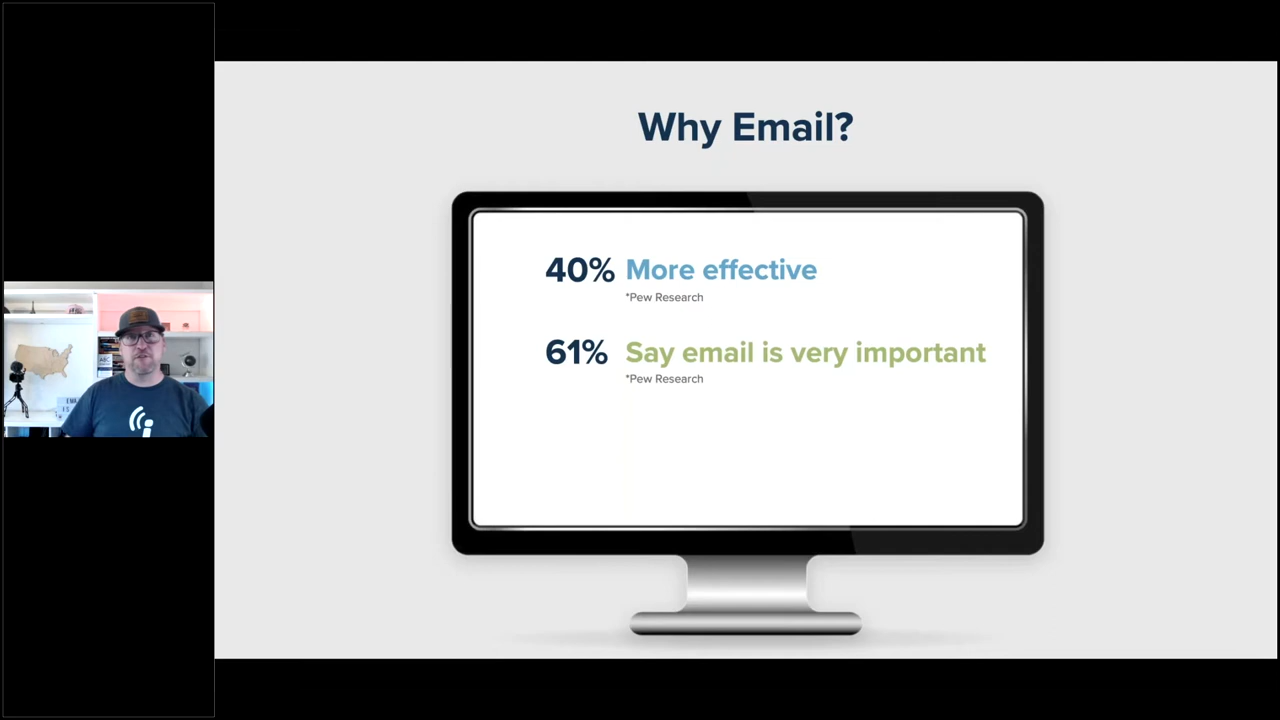 Why Email?
40% More effective
*Pew Research
61% Say email is very important
*Pew Research